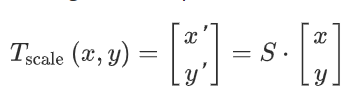 T_scale (x, y) = [x′ y′] = S · [x y]